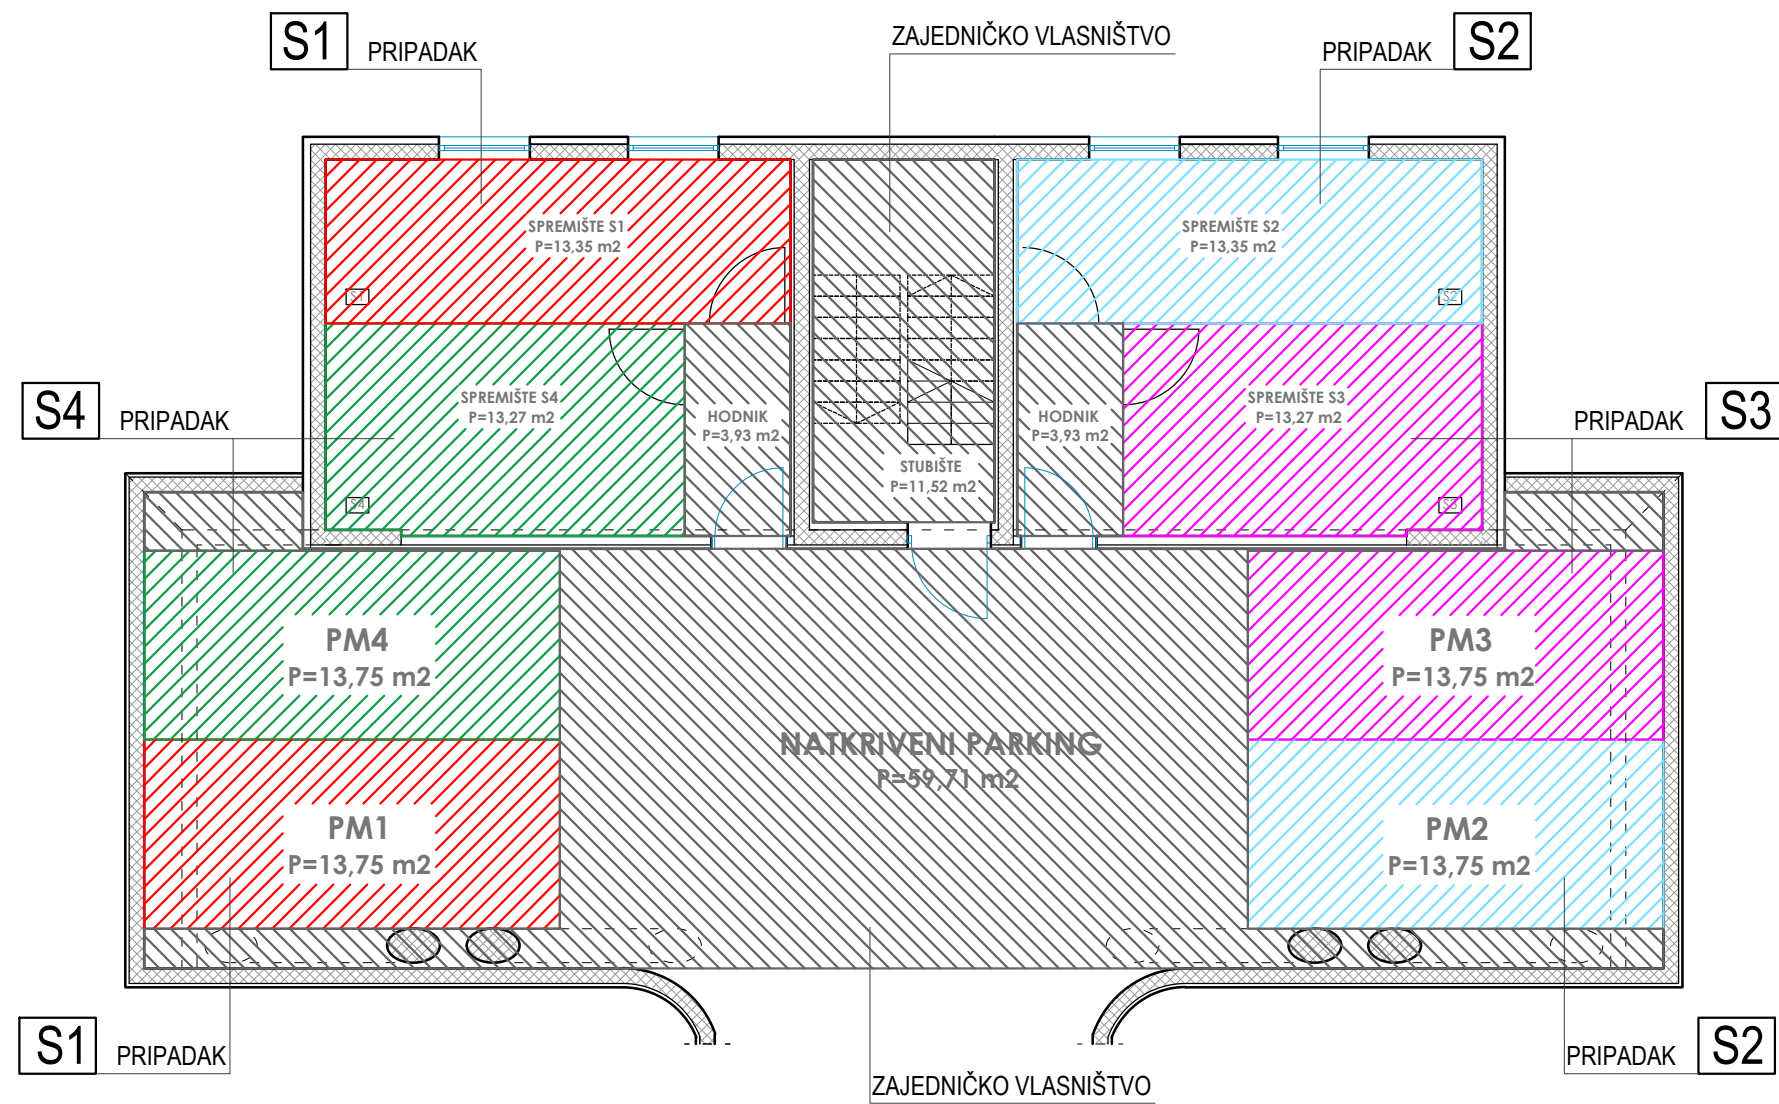 S1 PRIPADAK
ZAJEDNIČKO VLASNIŠTVO
PRIPADAK S2
SPREMIŠTE S1
P=13,35 m2
SPREMIŠTE S2
P=13,35 m2
S1
S2
S4 PRIPADAK
SPREMIŠTE S4
P=13,27 m2
HODNIK
P=3,93 m2
STUBIŠTE
P=11,52 m2
HODNIK
P=3,93 m2
SPREMIŠTE S3
P=13,27 m2
PRIPADAK S3
S4
S3
PM4
P=13,75 m2
PM3
P=13,75 m2
NATKRIVENI PARKING
P=59,71 m2
PM1
P=13,75 m2
PM2
P=13,75 m2
S1 PRIPADAK
ZAJEDNIČKO VLASNIŠTVO
PRIPADAK S2